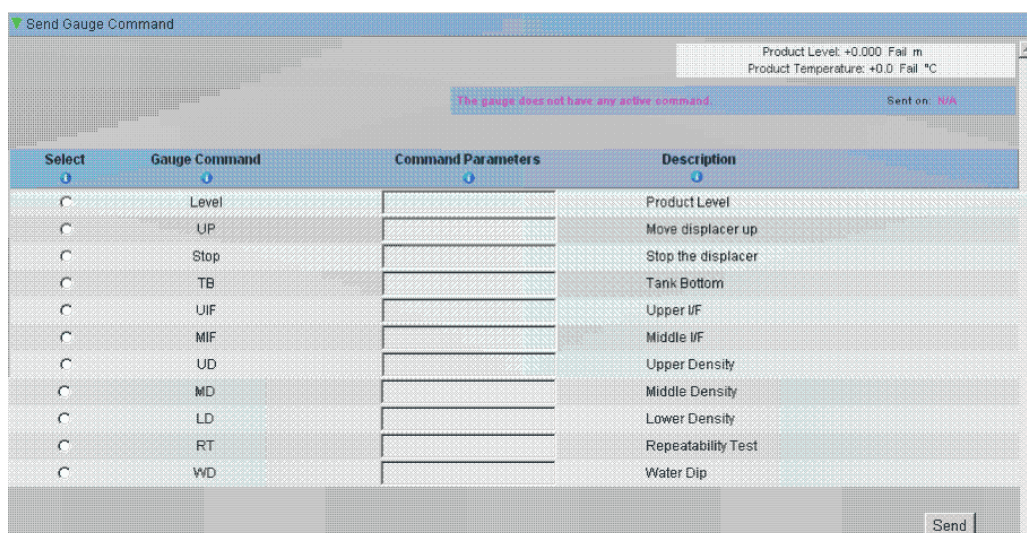 Send Gauge Command
Product Level: +0.000 Fail m
Product Temperature: +0.0 Fail °C
The gauge does not have any active command. Sent on: N/A
Select Gauge Command Command Parameters Description
Level Product Level
UP Move displacer up
Stop Stop the displacer
TB Tank Bottom
UIF Upper I/F
MIF Middle I/F
UD Upper Density
MD Middle Density
LD Lower Density
RT Repeatability Test
WD Water Dip
Send